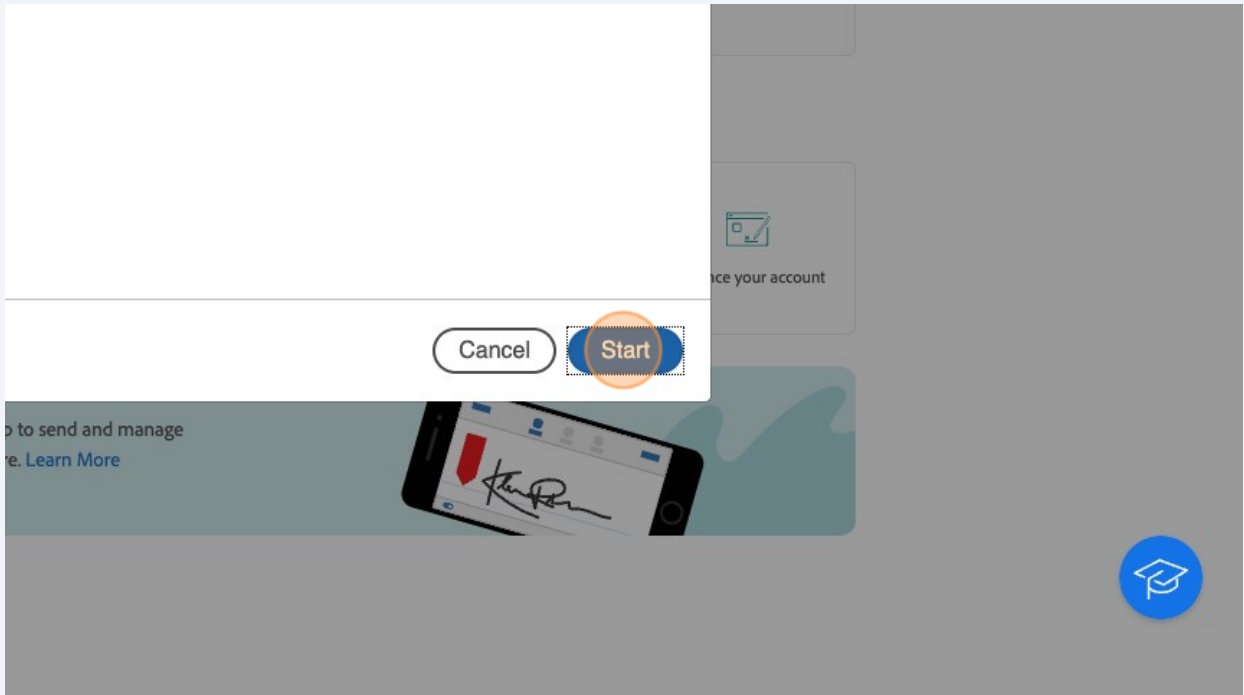 nce your account
Cancel
Start
o to send and manage
re. Learn More